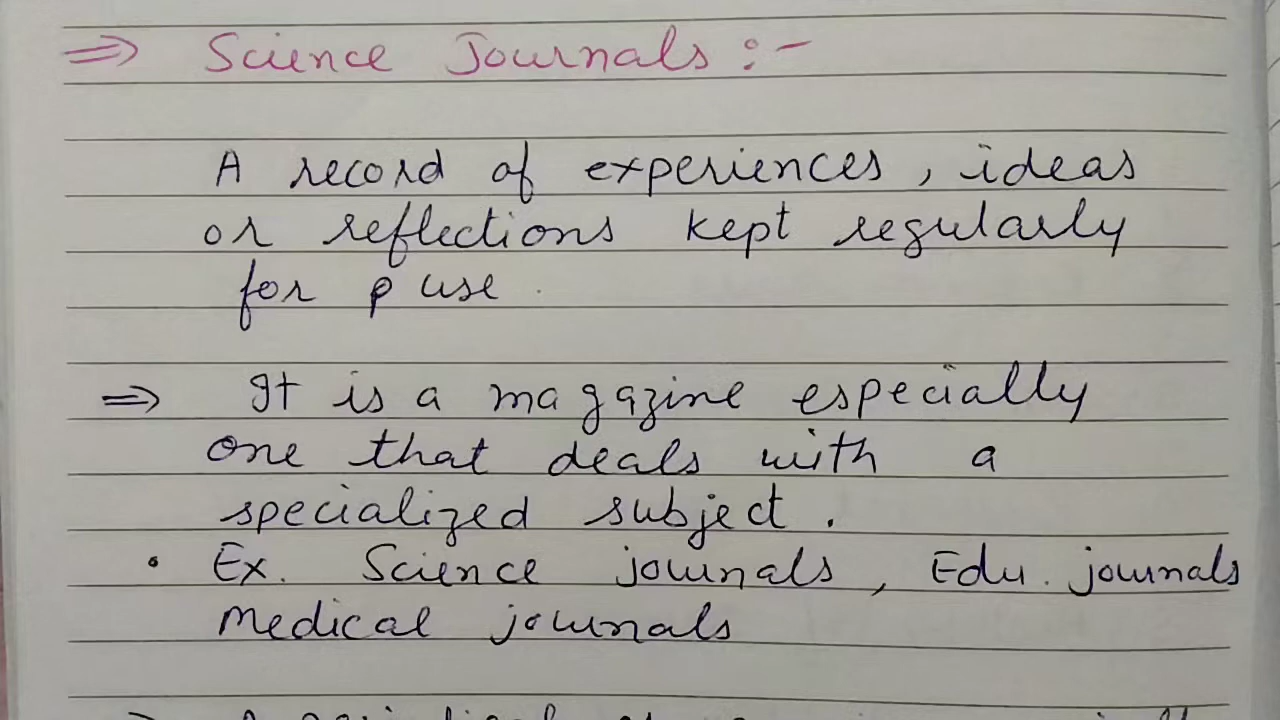 ⇒ Science Journals :-
A record of experiences, ideas
or reflections kept regularly
for p use.
⇒ It is a magazine especially
one that deals with a
specialized subject.
• Ex. Science journals, Edu. journals
Medical journals